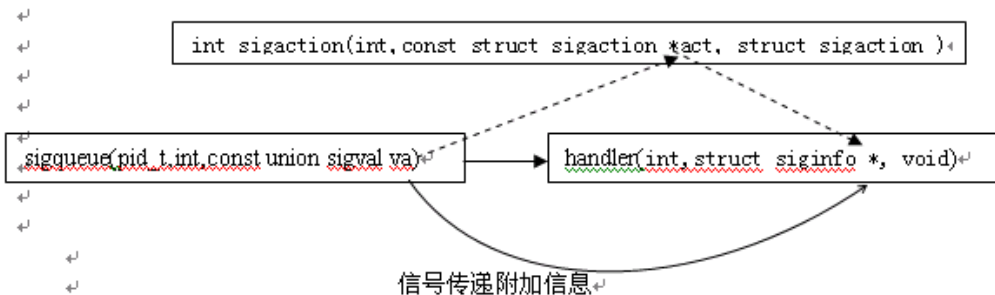 int sigaction(int,const struct sigaction *act, struct sigaction )
sigqueue(pid_t,int,const union sigval va)
handler(int,struct siginfo *, void)
信号传递附加信息